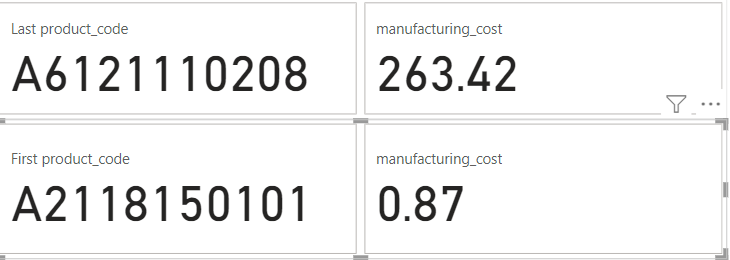 Last product_code
manufacturing_cost
A6121110208
263.42
First product_code
manufacturing_cost
A2118150101
0.87